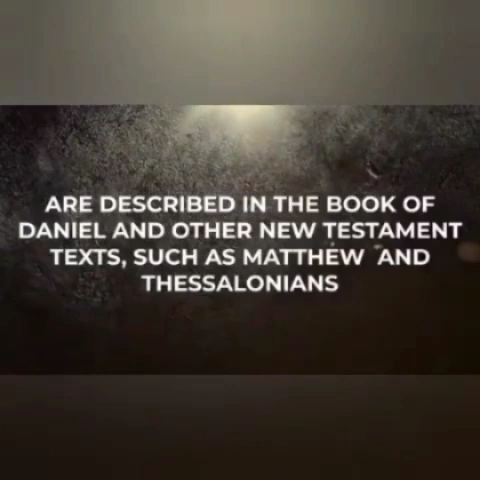 ARE DESCRIBED IN THE BOOK OF
DANIEL AND OTHER NEW TESTAMENT
TEXTS, SUCH AS MATTHEW  AND
THESSALONIANS